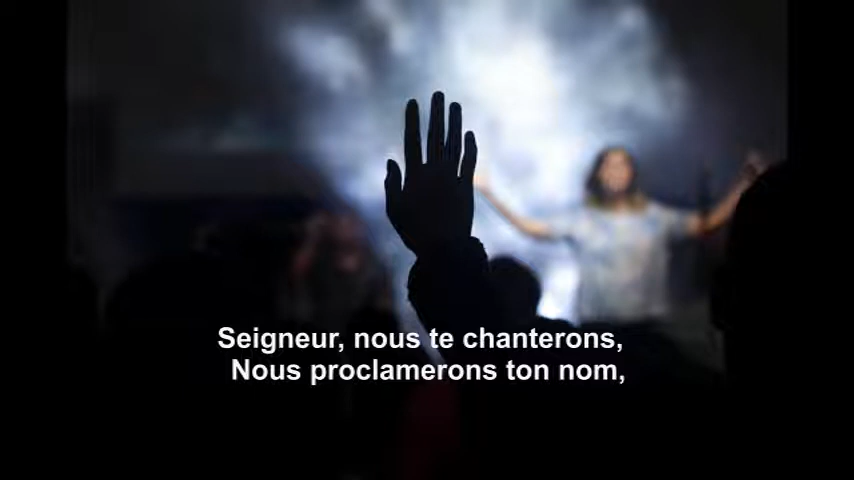 Seigneur, nous te chanterons,
Nous proclamerons ton nom,